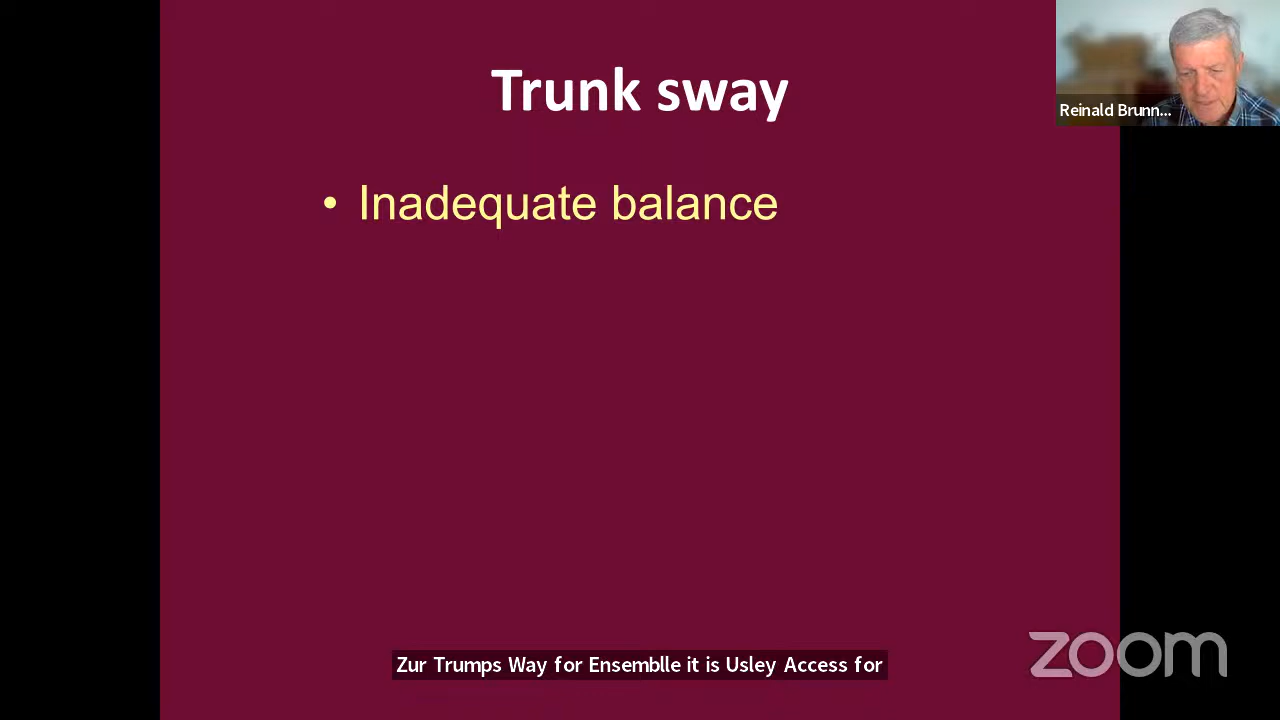 Trunk sway
Reinald Brunn...
• Inadequate balance
Zur Trumps Way for Ensemblle it is Usley Access for
zoom